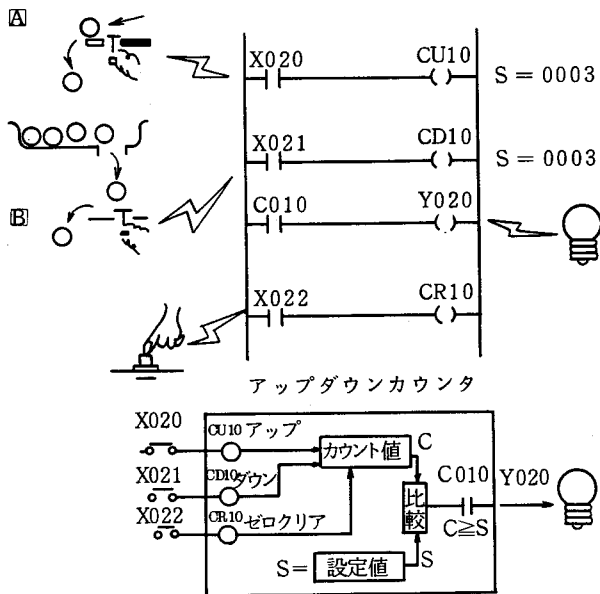 A
X020 CU10 S=0003
X021 CD10 S=0003
B
C010 Y020
X022 CR10
アップダウンカウンタ
X020 CU10 アップ カウント値 C
X021 CD10 ダウン 比較 C010 Y020
X022 CR10 ゼロクリア C≧S
S= 設定値 S